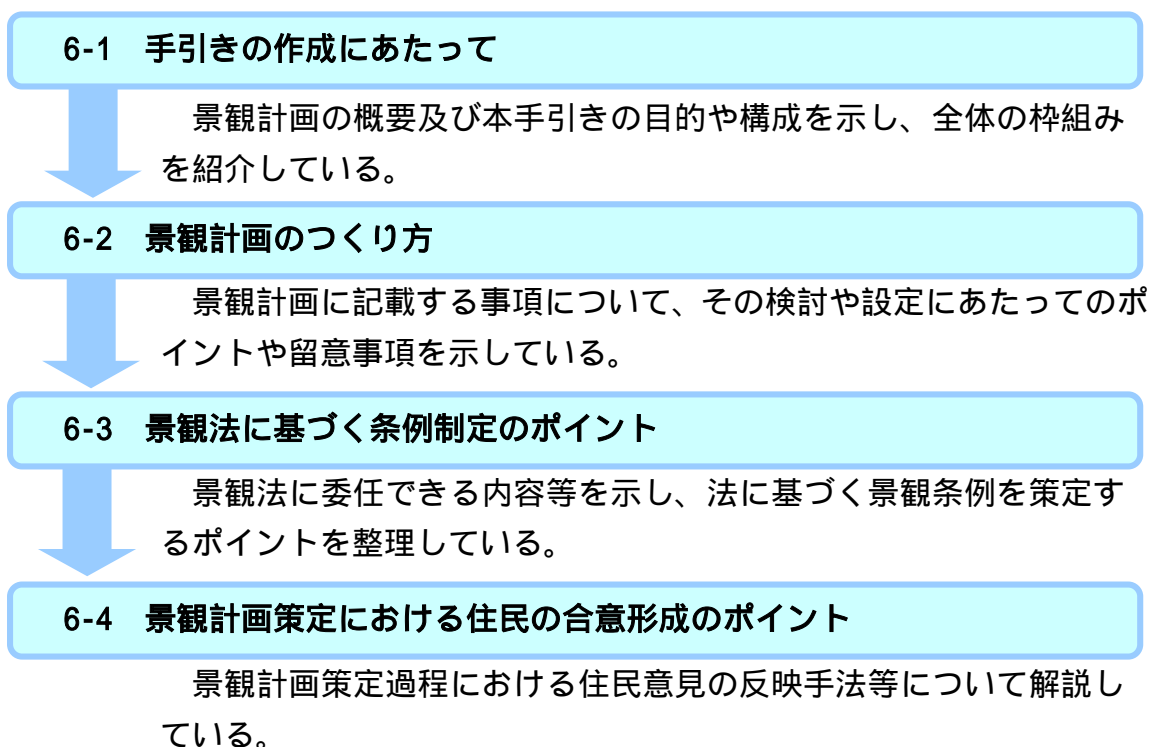 6-1　手引きの作成にあたって
景観計画の概要及び本手引きの目的や構成を示し、全体の枠組み
を紹介している。
6-2　景観計画のつくり方
景観計画に記載する事項について、その検討や設定にあたってのポ
イントや留意事項を示している。
6-3　景観法に基づく条例制定のポイント
景観法に委任できる内容等を示し、法に基づく景観条例を策定す
るポイントを整理している。
6-4　景観計画策定における住民の合意形成のポイント
景観計画策定過程における住民意見の反映手法等について解説し
ている。